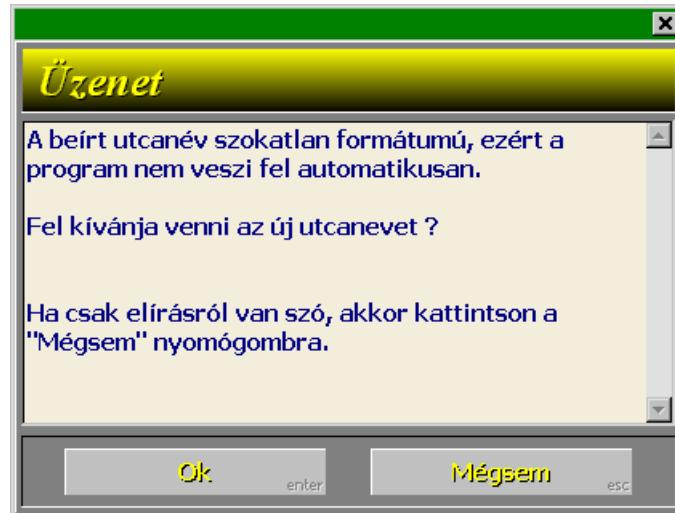 Üzenet
A beírt utcanév szokatlan formátumú, ezért a
program nem veszi fel automatikusan.
Fel kívánja venni az új utcanevet ?
Ha csak elírásról van szó, akkor kattintson a
"Mégsem" nyomógombra.
Ok enter Mégsem esc